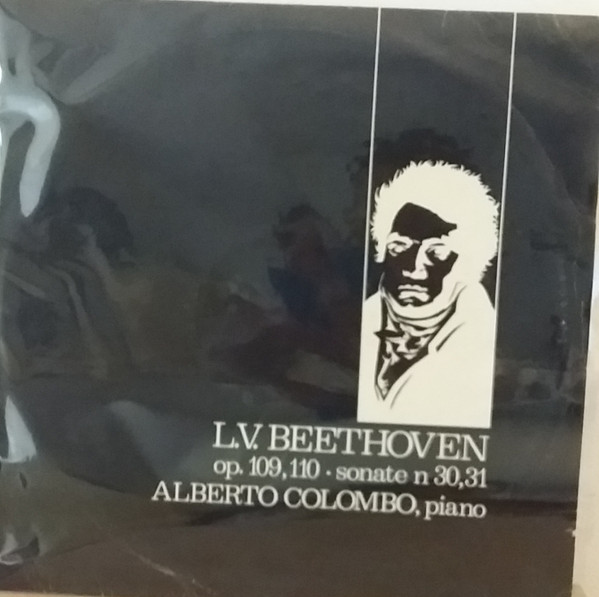 L.V. BEETHOVEN
op. 109, 110 · sonate n 30,31
ALBERTO COLOMBO, piano